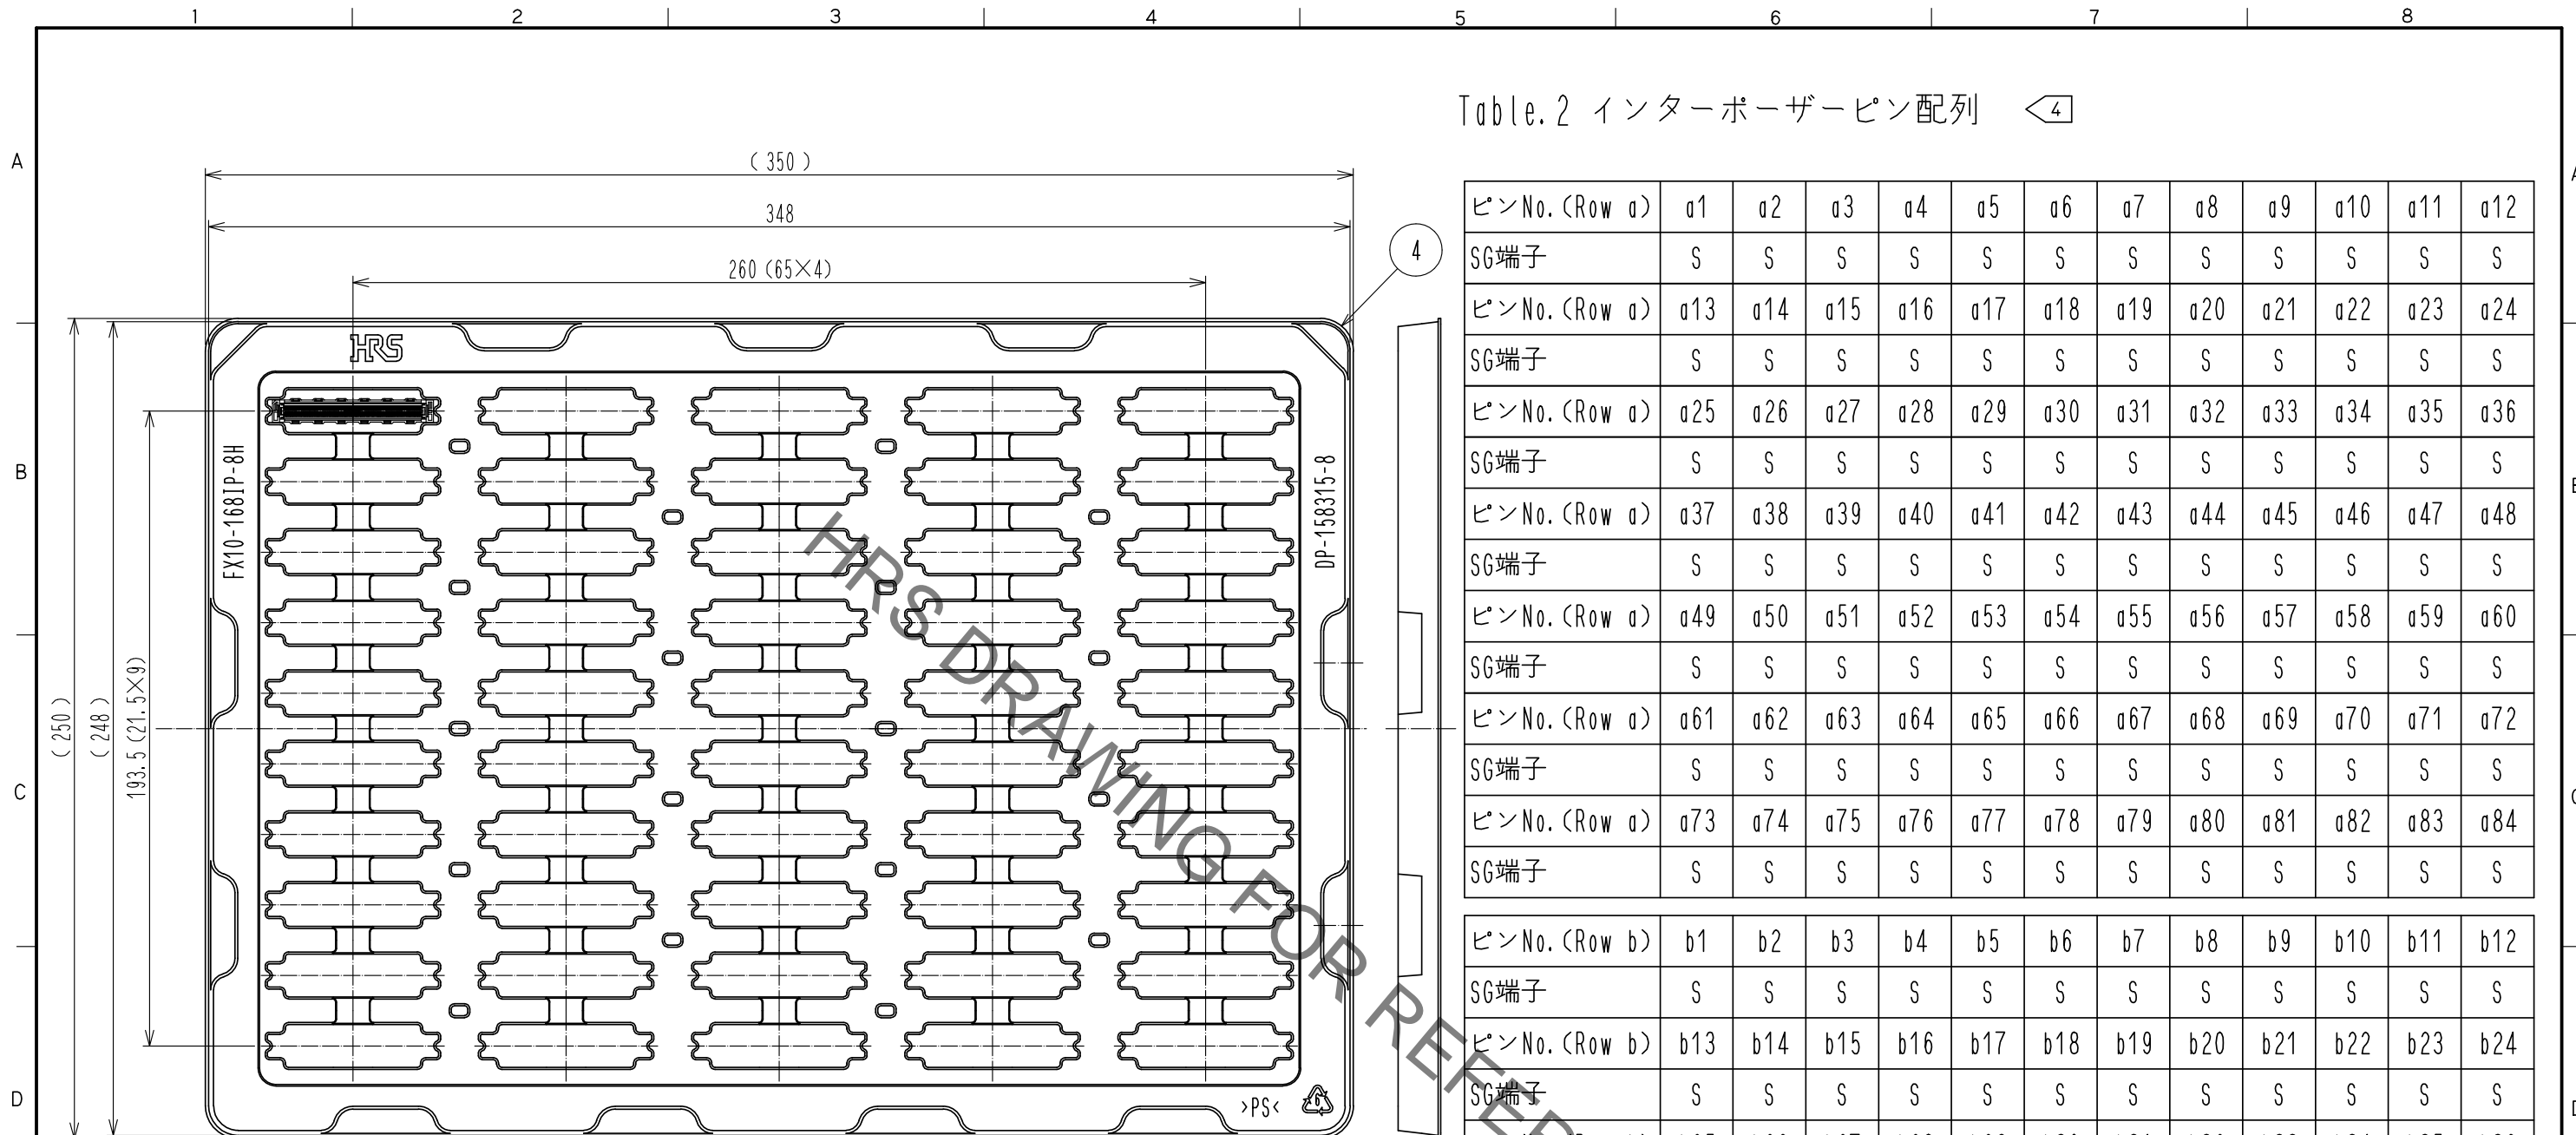 1 2 3 4 5 6 7 8
A
B
C
D
Table.2 インターポーザーピン配列 4
(350)
348
260(65×4)
4
(250)
(248)
193.5(21.5×9)
HRS
FX10-168IP-8H
DP-158315-8
>PS<
6
HRS DRAWING FOR REFER
ピンNo.(Row a) a1 a2 a3 a4 a5 a6 a7 a8 a9 a10 a11 a12
SG端子 S S S S S S S S S S S S
ピンNo.(Row a) a13 a14 a15 a16 a17 a18 a19 a20 a21 a22 a23 a24
SG端子 S S S S S S S S S S S S
ピンNo.(Row a) a25 a26 a27 a28 a29 a30 a31 a32 a33 a34 a35 a36
SG端子 S S S S S S S S S S S S
ピンNo.(Row a) a37 a38 a39 a40 a41 a42 a43 a44 a45 a46 a47 a48
SG端子 S S S S S S S S S S S S
ピンNo.(Row a) a49 a50 a51 a52 a53 a54 a55 a56 a57 a58 a59 a60
SG端子 S S S S S S S S S S S S
ピンNo.(Row a) a61 a62 a63 a64 a65 a66 a67 a68 a69 a70 a71 a72
SG端子 S S S S S S S S S S S S
ピンNo.(Row a) a73 a74 a75 a76 a77 a78 a79 a80 a81 a82 a83 a84
SG端子 S S S S S S S S S S S S
ピンNo.(Row b) b1 b2 b3 b4 b5 b6 b7 b8 b9 b10 b11 b12
SG端子 S S S S S S S S S S S S
ピンNo.(Row b) b13 b14 b15 b16 b17 b18 b19 b20 b21 b22 b23 b24
SG端子 S S S S S S S S S S S S